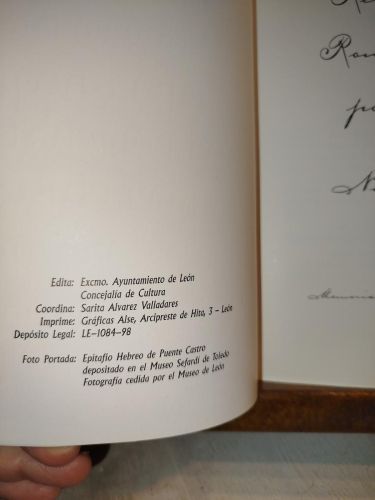 Edita: Excmo. Ayuntamiento de León
Concejalía de Cultura
Coordina: Sarita Alvarez Valladares
Imprime: Gráficas Alse, Arcipreste de Hita, 3 – León
Depósito Legal: LE–1084–98
Foto Portada: Epitafio Hebreo de Puente Castro
depositado en el Museo Sefardí de Toledo
Fotografía cedida por el Museo de León